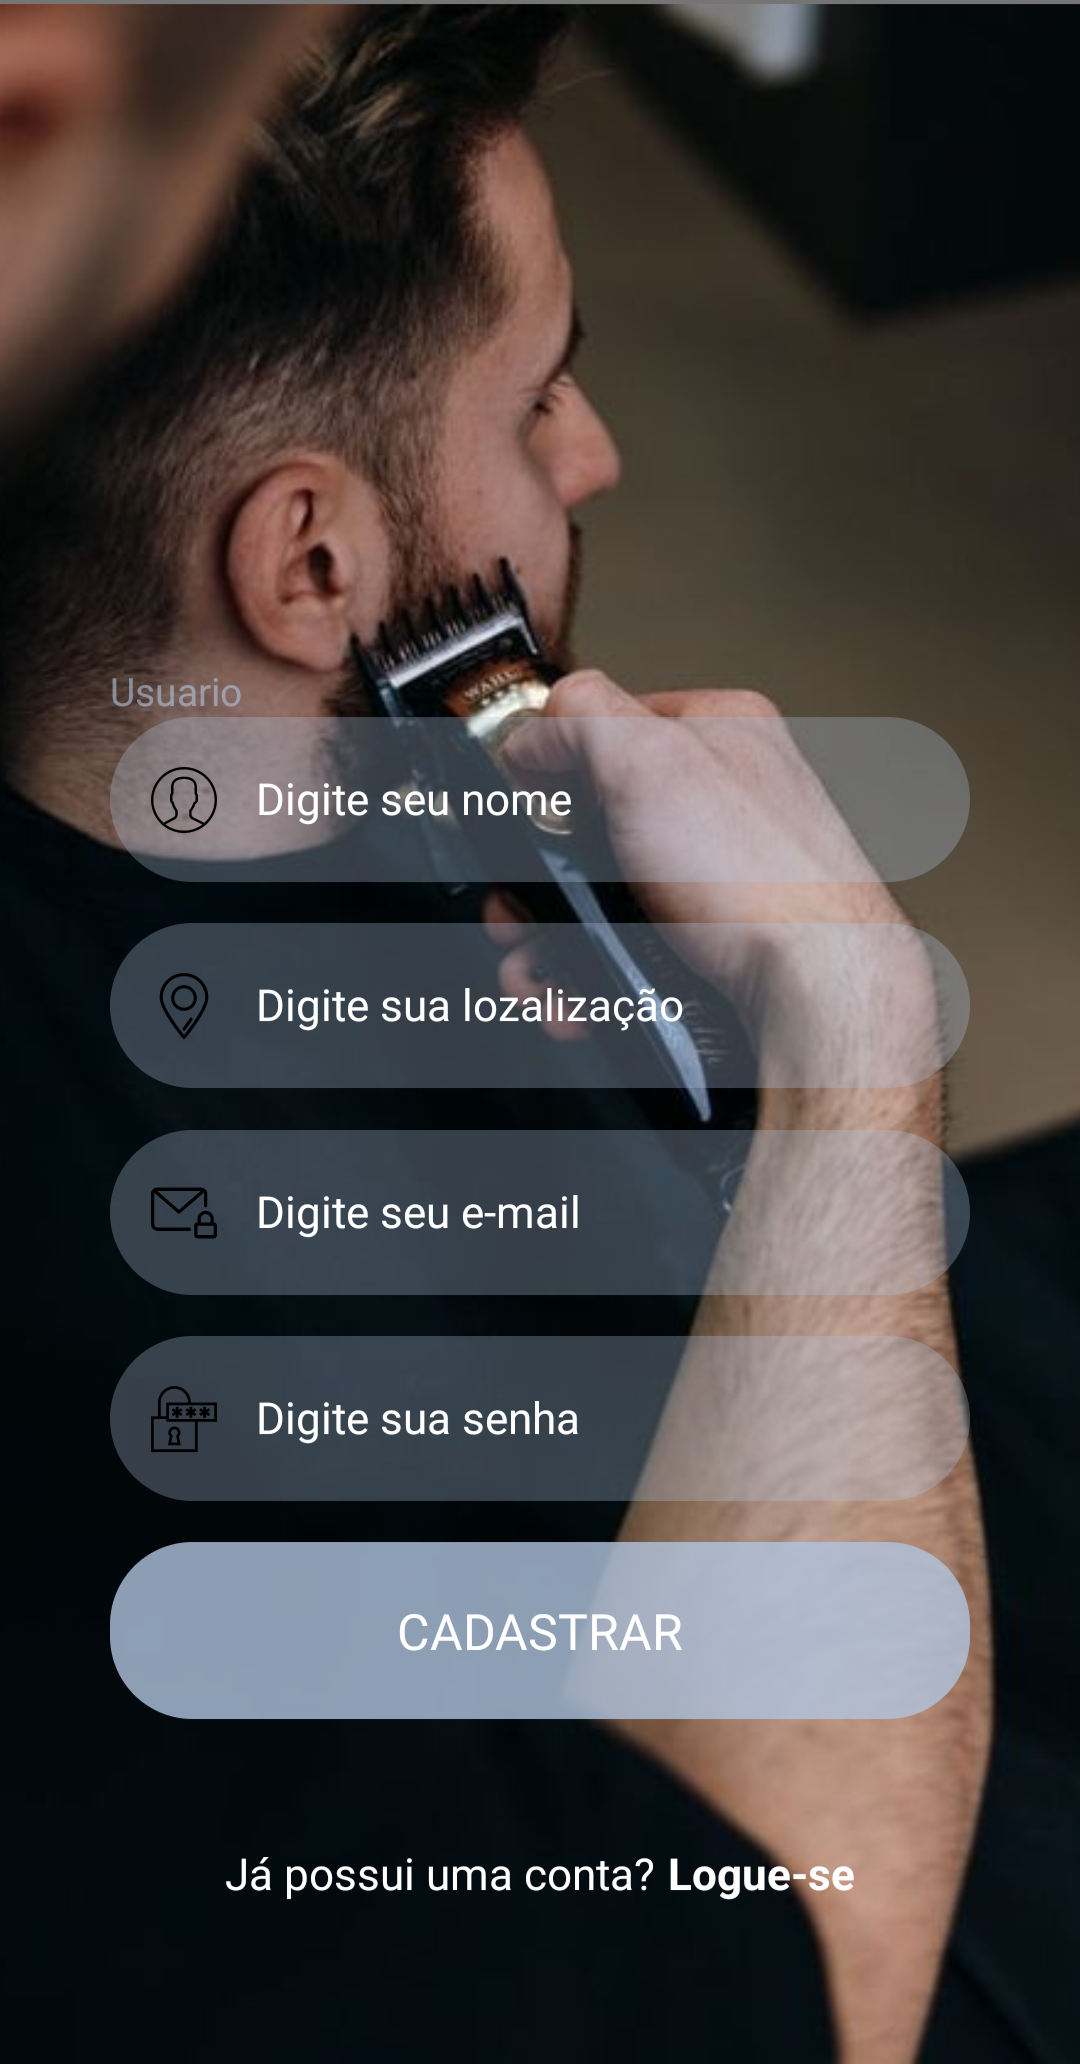 WAHL
Usuario
Digite seu nome
Digite sua lozalização
Digite seu e-mail
***
Digite sua senha
CADASTRAR
Já possui uma conta? Logue-se